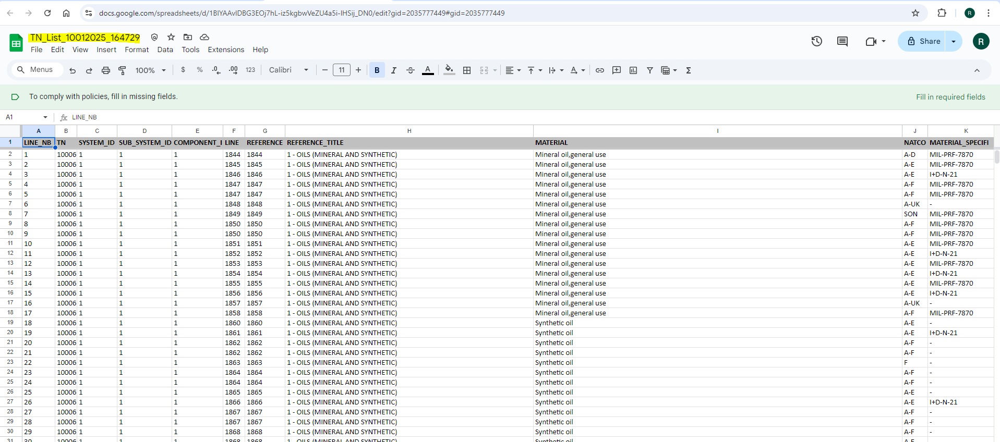 docs.google.com/spreadsheets/d/1BIYAAvIDBG3EOj7hL-iz5kgbwVeZU4a5i-lHSij_DN0/edit?gid=2035777449#gid=2035777449 R
TN_List_10012025_164729
File Edit View Insert Format Data Tools Extensions Help Share R
Menus 100% $ % .0 .00 123 Calibri 11 B I A
To comply with policies, fill in missing fields. Fill in required fields
A1 fx LINE_NB
A B C D E F G H I J K
1 LINE_NB TN SYSTEM_ID SUB_SYSTEM_ID COMPONENT_I LINE REFERENCE REFERENCE_TITLE MATERIAL NATCO MATERIAL_SPECIFI
2 1 10006 1 1 1 1844 1844 1 - OILS (MINERAL AND SYNTHETIC) Mineral oil,general use A-D MIL-PRF-7870
3 2 10006 1 1 1 1845 1845 1 - OILS (MINERAL AND SYNTHETIC) Mineral oil,general use A-E MIL-PRF-7870
4 3 10006 1 1 1 1846 1846 1 - OILS (MINERAL AND SYNTHETIC) Mineral oil,general use A-E I+D-N-21
5 4 10006 1 1 1 1847 1847 1 - OILS (MINERAL AND SYNTHETIC) Mineral oil,general use A-F MIL-PRF-7870
6 5 10006 1 1 1 1847 1847 1 - OILS (MINERAL AND SYNTHETIC) Mineral oil,general use A-F MIL-PRF-7870
7 6 10006 1 1 1 1848 1848 1 - OILS (MINERAL AND SYNTHETIC) Mineral oil,general use A-UK -
8 7 10006 1 1 1 1849 1849 1 - OILS (MINERAL AND SYNTHETIC) Mineral oil,general use SON MIL-PRF-7870
9 8 10006 1 1 1 1850 1850 1 - OILS (MINERAL AND SYNTHETIC) Mineral oil,general use A-F MIL-PRF-7870
10 9 10006 1 1 1 1850 1850 1 - OILS (MINERAL AND SYNTHETIC) Mineral oil,general use A-F MIL-PRF-7870
11 10 10006 1 1 1 1851 1851 1 - OILS (MINERAL AND SYNTHETIC) Mineral oil,general use A-E MIL-PRF-7870
12 11 10006 1 1 1 1852 1852 1 - OILS (MINERAL AND SYNTHETIC) Mineral oil,general use A-E I+D-N-21
13 12 10006 1 1 1 1853 1853 1 - OILS (MINERAL AND SYNTHETIC) Mineral oil,general use A-E MIL-PRF-7870
14 13 10006 1 1 1 1854 1854 1 - OILS (MINERAL AND SYNTHETIC) Mineral oil,general use A-E I+D-N-21
15 14 10006 1 1 1 1855 1855 1 - OILS (MINERAL AND SYNTHETIC) Mineral oil,general use A-E MIL-PRF-7870
16 15 10006 1 1 1 1856 1856 1 - OILS (MINERAL AND SYNTHETIC) Mineral oil,general use A-E I+D-N-21
17 16 10006 1 1 1 1857 1857 1 - OILS (MINERAL AND SYNTHETIC) Mineral oil,general use A-UK -
18 17 10006 1 1 1 1858 1858 1 - OILS (MINERAL AND SYNTHETIC) Mineral oil,general use A-F MIL-PRF-7870
19 18 10006 1 1 1 1860 1860 1 - OILS (MINERAL AND SYNTHETIC) Synthetic oil A-E -
20 19 10006 1 1 1 1861 1861 1 - OILS (MINERAL AND SYNTHETIC) Synthetic oil A-E I+D-N-21
21 20 10006 1 1 1 1862 1862 1 - OILS (MINERAL AND SYNTHETIC) Synthetic oil A-F -
22 21 10006 1 1 1 1862 1862 1 - OILS (MINERAL AND SYNTHETIC) Synthetic oil A-F -
23 22 10006 1 1 1 1863 1863 1 - OILS (MINERAL AND SYNTHETIC) Synthetic oil F -
24 23 10006 1 1 1 1864 1864 1 - OILS (MINERAL AND SYNTHETIC) Synthetic oil A-F -
25 24 10006 1 1 1 1864 1864 1 - OILS (MINERAL AND SYNTHETIC) Synthetic oil A-F -
26 25 10006 1 1 1 1865 1865 1 - OILS (MINERAL AND SYNTHETIC) Synthetic oil A-E -
27 26 10006 1 1 1 1866 1866 1 - OILS (MINERAL AND SYNTHETIC) Synthetic oil A-E I+D-N-21
28 27 10006 1 1 1 1867 1867 1 - OILS (MINERAL AND SYNTHETIC) Synthetic oil A-F -
29 28 10006 1 1 1 1867 1867 1 - OILS (MINERAL AND SYNTHETIC) Synthetic oil A-F -
30 29 10006 1 1 1 1868 1868 1 - OILS (MINERAL AND SYNTHETIC) Synthetic oil A-F -
31 30 10006 1 1 1 1868 1868 1 - OILS (MINERAL AND SYNTHETIC) Synthetic oil